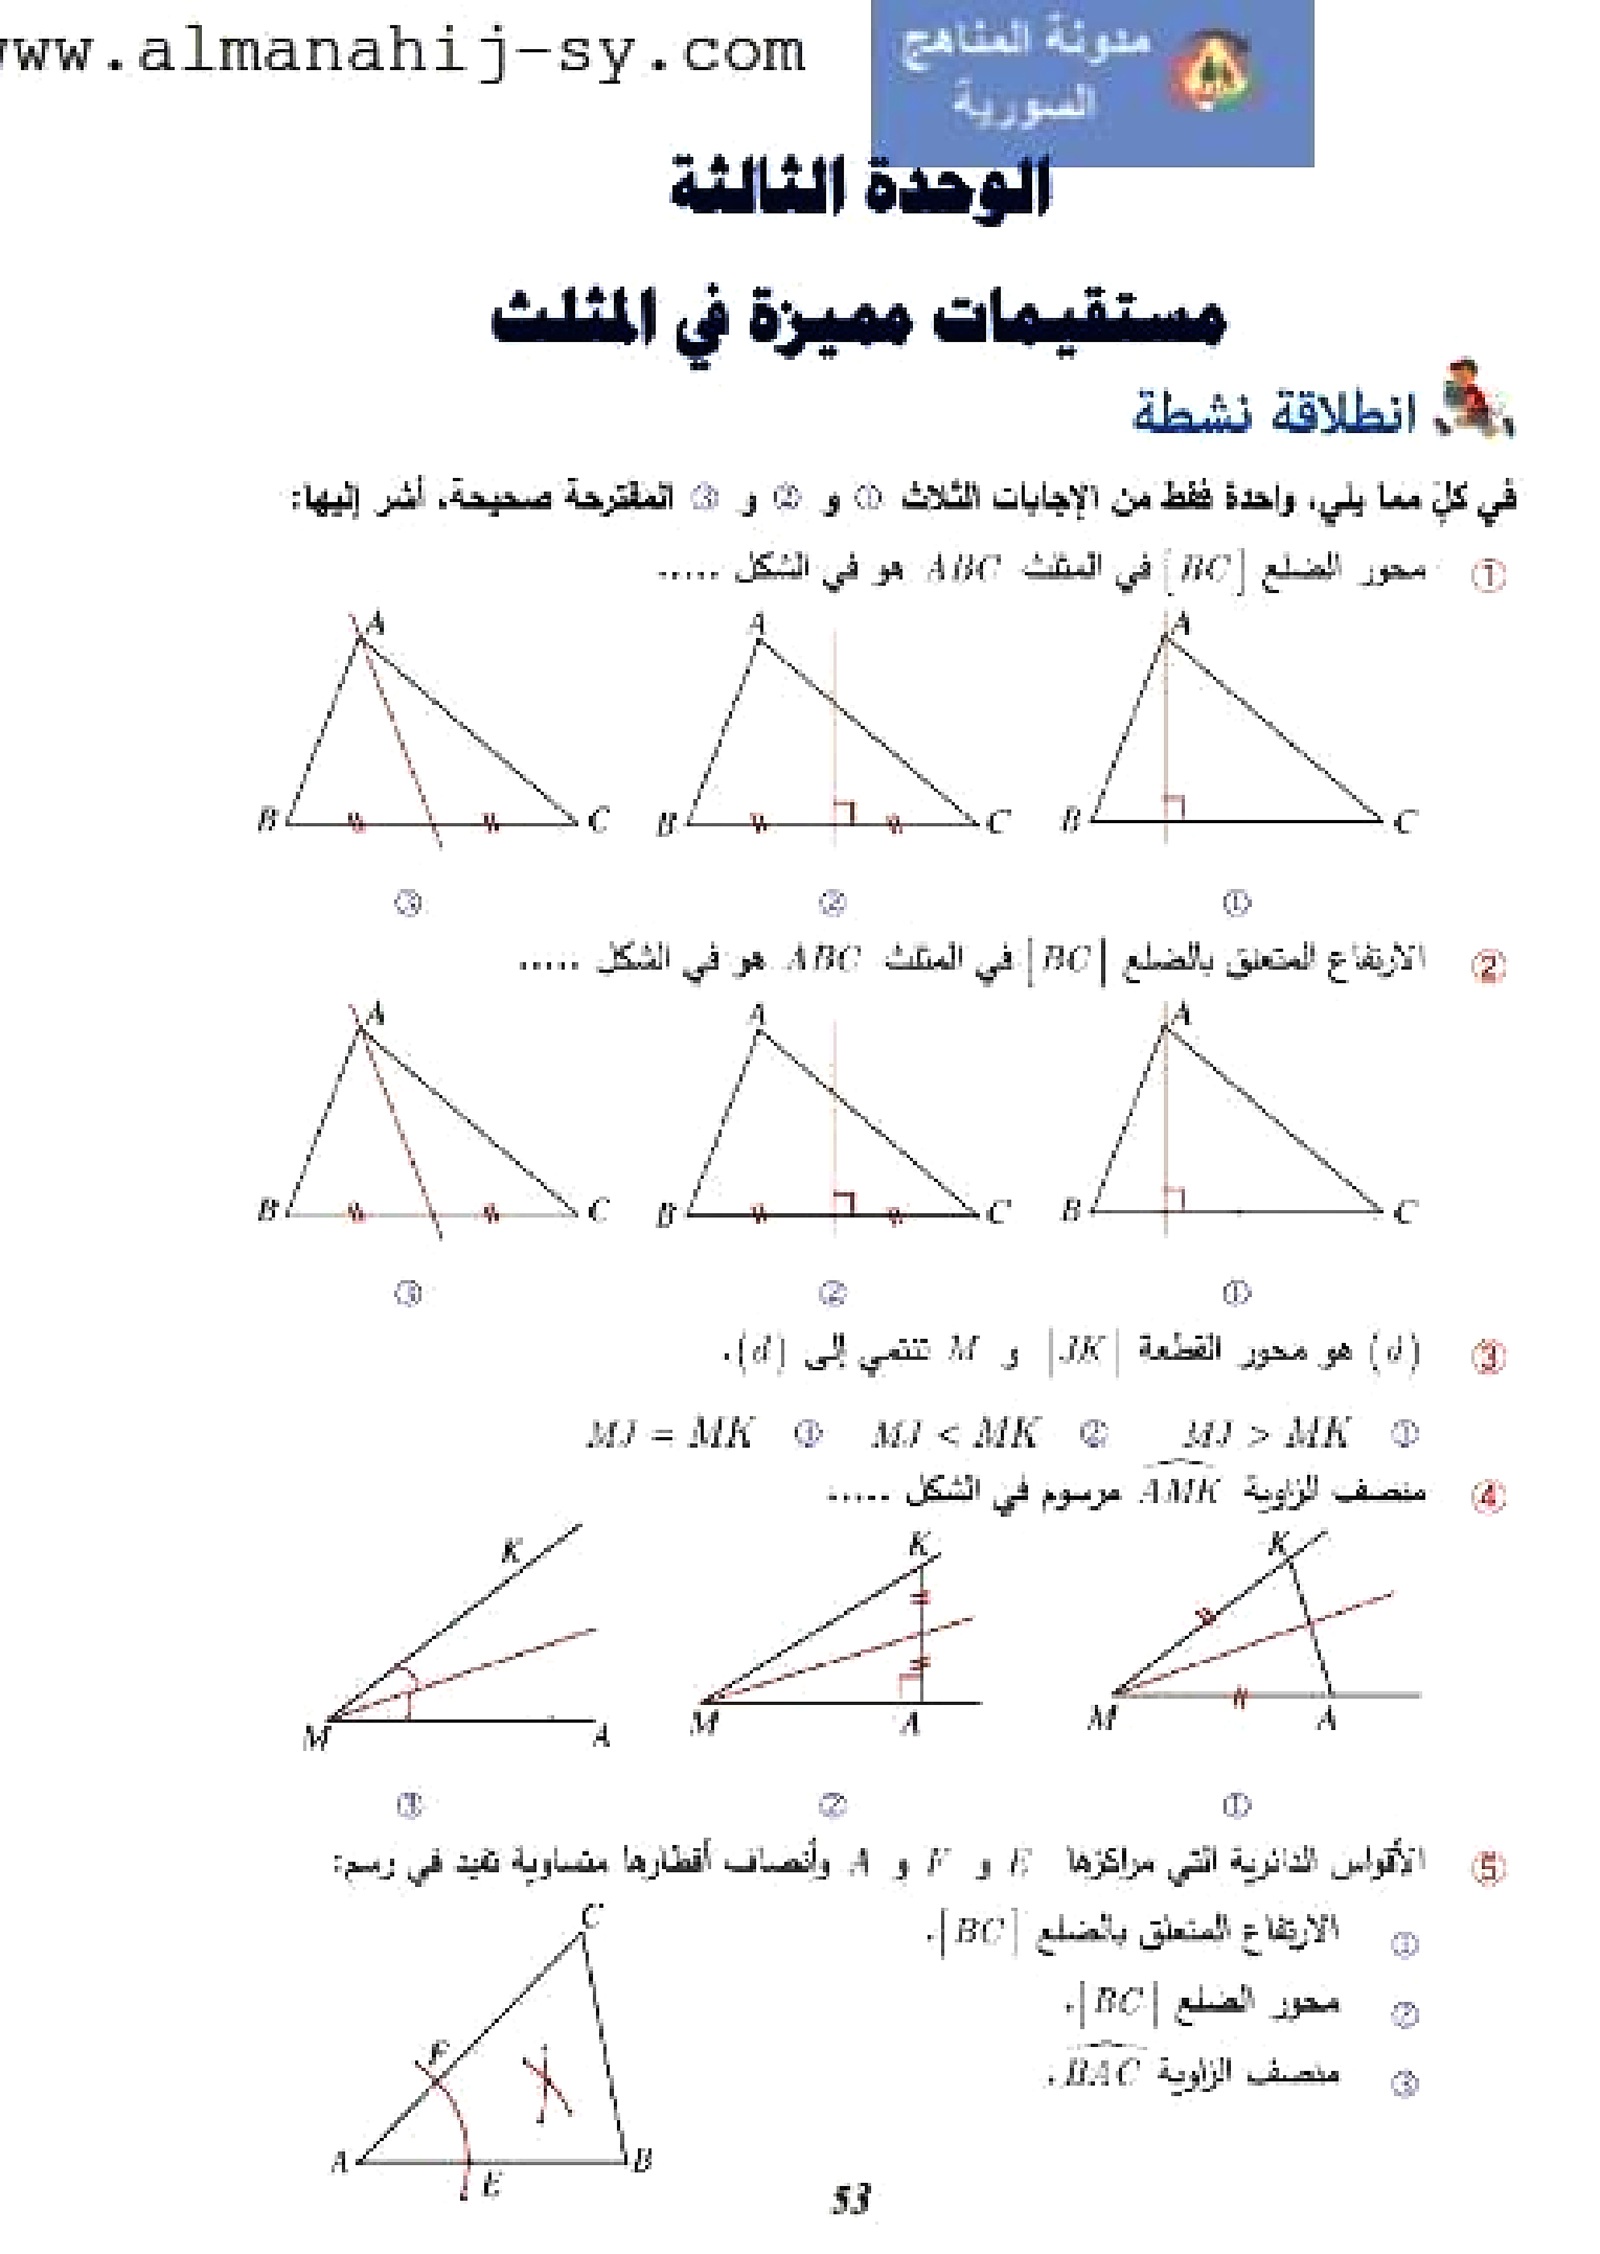 www.almanahij-sy.com
مدونة المناهج
السورية
الوحدة الثالثة
مستقيمات مميزة في المثلث
انطلاقة نشطة
في كلّ مما يلي، واحدة فقط من الإجابات الثلاث ① و ② و ③ المقترحة صحيحة. أشر إليها:
① محور الضلع [BC] في المثلث ABC هو في الشكل .....
A A A
B C B C B C
① ② ③
② الارتفاع المتعلق بالضلع [BC] في المثلث ABC هو في الشكل .....
A A A
B C B C B C
① ② ③
③ (d) هو محور القطعة [JK] و M تنتمي إلى (d).
① MJ > MK ② MJ < MK ③ MJ = MK
④ منصف الزاوية AMK مرسوم في الشكل .....
K K K
M A M A M A
① ② ③
⑤ الأقواس الدائرية التي مراكزها E و F و A وأنصاف أقطارها متساوية تفيد في رسم:
① الارتفاع المتعلق بالضلع [BC].
② محور الضلع [BC].
③ منصف الزاوية BAC.
C
F
A E B
53